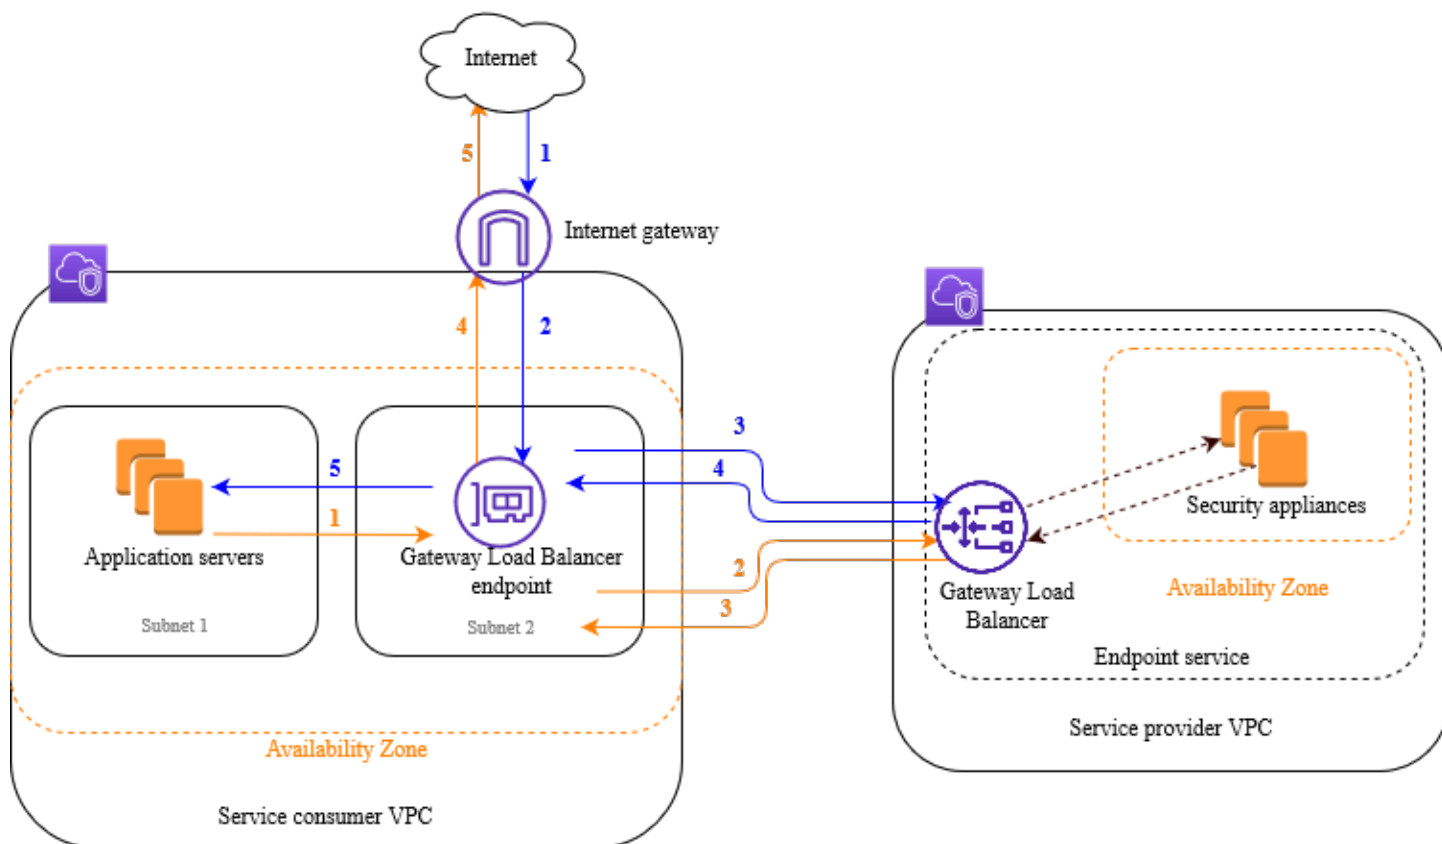 Internet
5
1
Internet gateway
4
2
3
4
5
1
Application servers
Subnet 1
Gateway Load Balancer
endpoint
Subnet 2
2
3
Availability Zone
Service consumer VPC
Security appliances
Availability Zone
Gateway Load
Balancer
Endpoint service
Service provider VPC